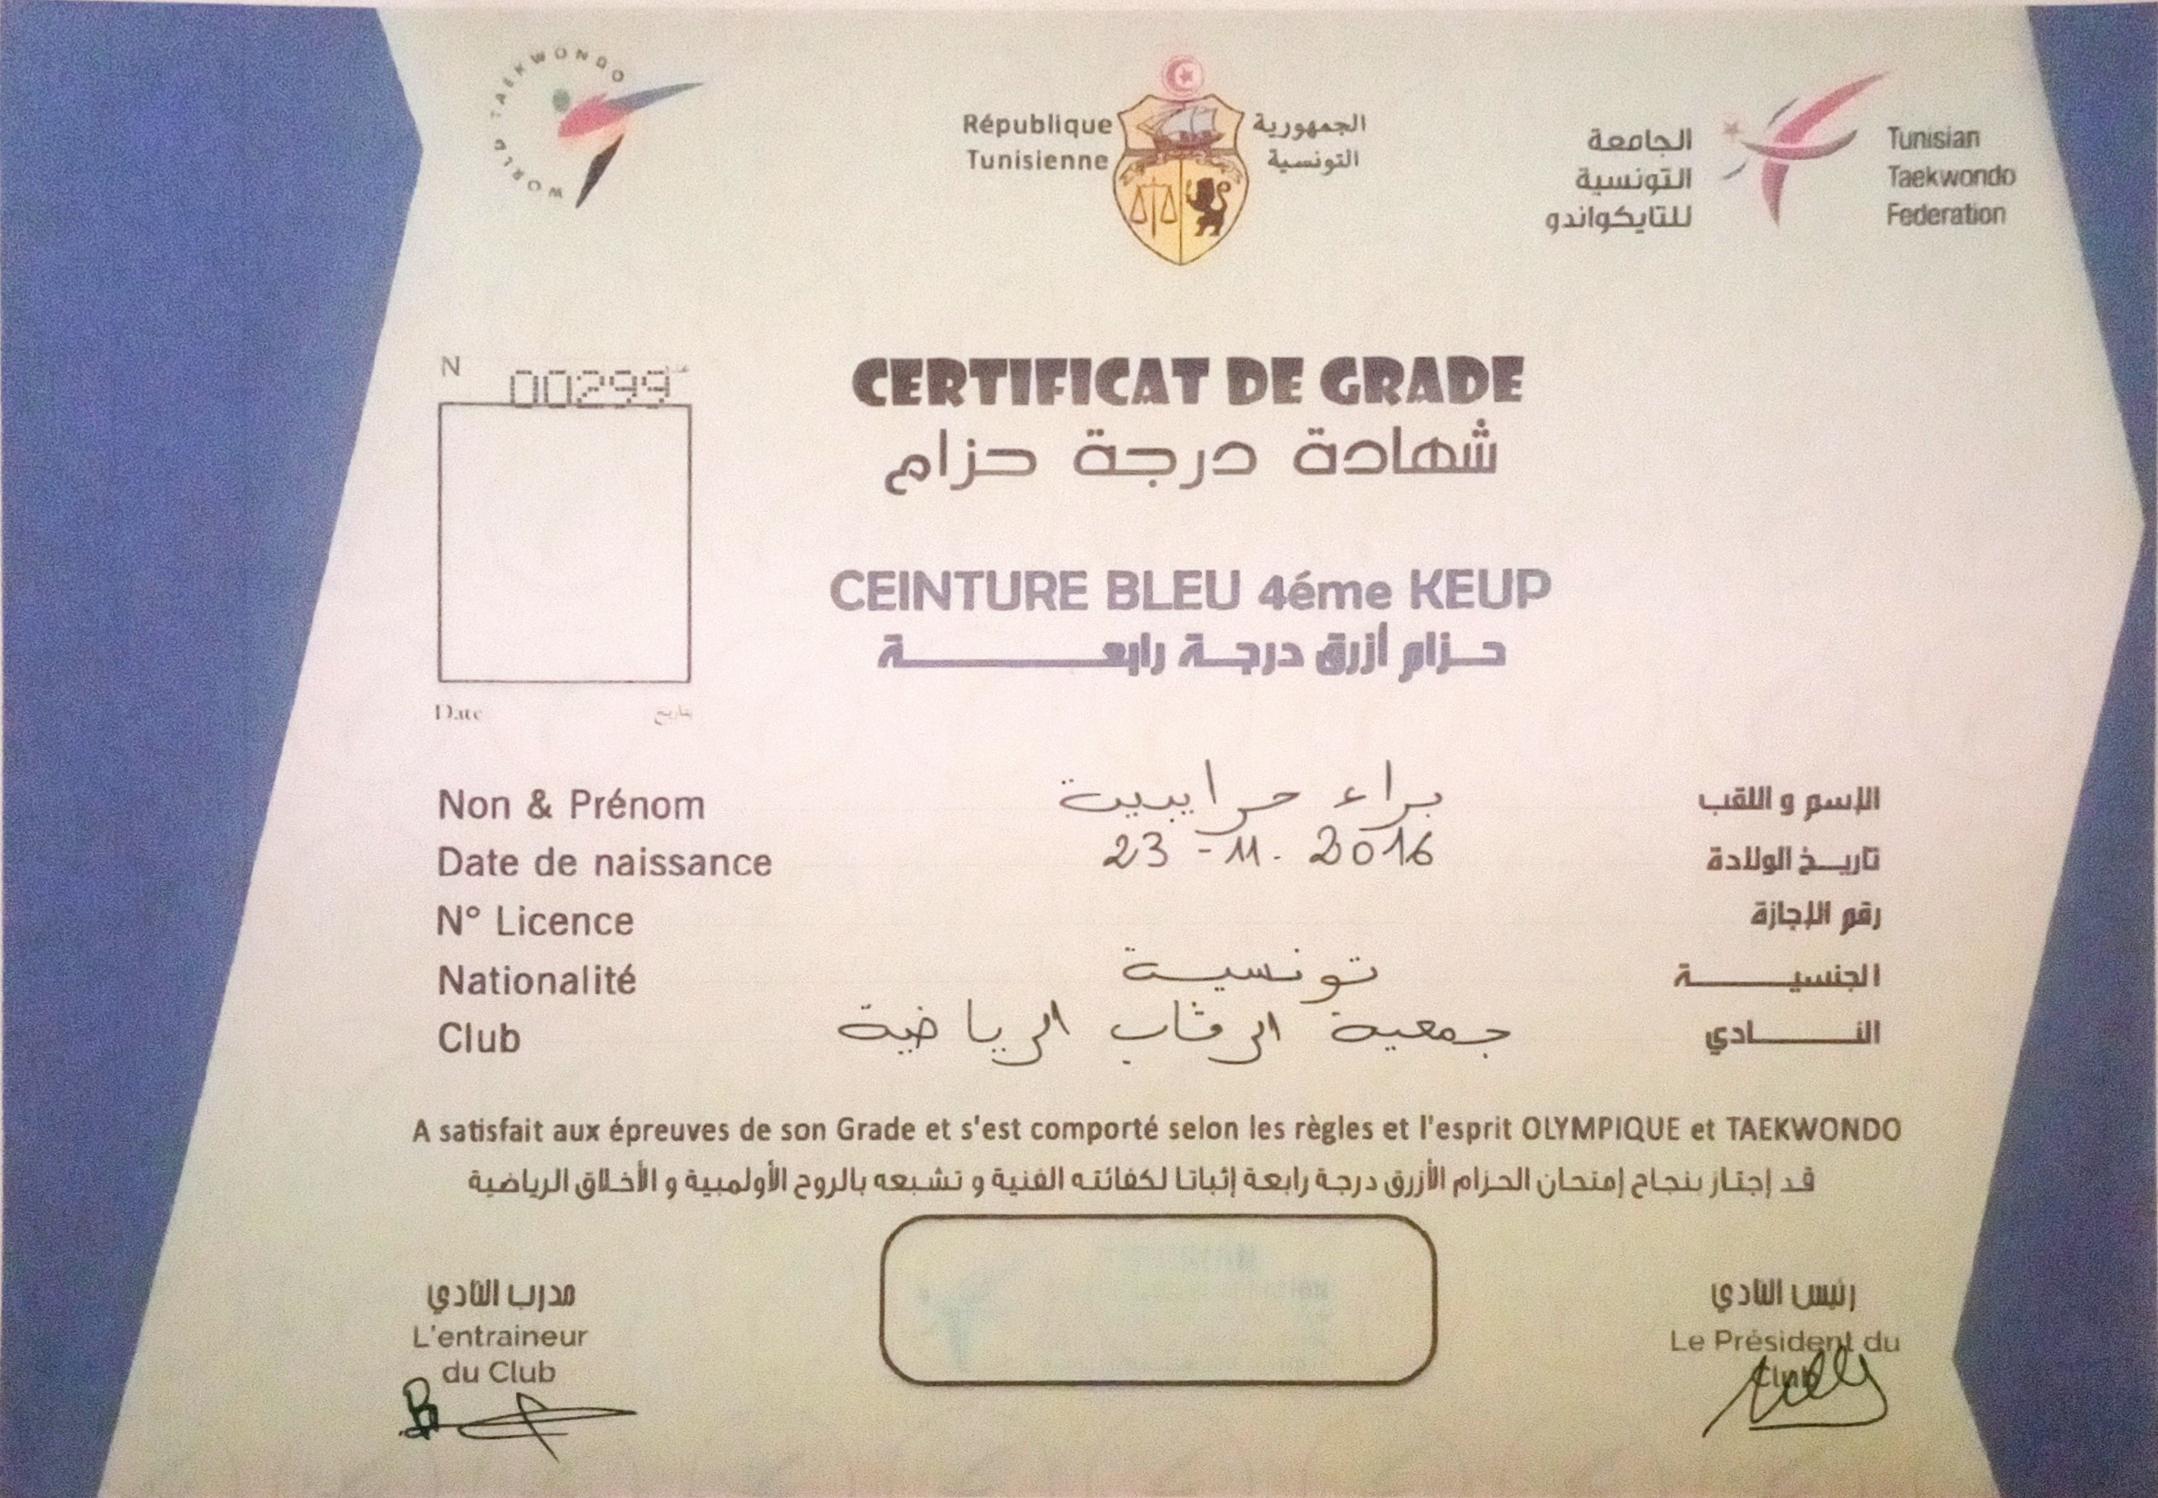 WORLD TAEKWONDO
République
Tunisienne
الجمهورية
التونسية
الجامعة
التونسية
للتايكواندو
Tunisian
Taekwondo
Federation
N 00299 عدد
CERTIFICAT DE GRADE
شهادة درجة حزام
CEINTURE BLEU 4éme KEUP
حزام أزرق درجة رابعة
Date تاريخ
Non & Prénom براء حرابية الإسم و اللقب
Date de naissance 23-11.2016 تاريخ الولادة
N° Licence رقم الإجازة
Nationalité تونسية الجنسية
Club جمعية الرقاب الرياضية النادي
A satisfait aux épreuves de son Grade et s'est comporté selon les règles et l'esprit OLYMPIQUE et TAEKWONDO
قد إجتاز بنجاح إمتحان الحزام الأزرق درجة رابعة إثباتا لكفائته الفنية و تشبعه بالروح الأولمبية و الأخلاق الرياضية
مدرب النادي
L'entraineur
du Club
رئيس النادي
Le Président du
Club